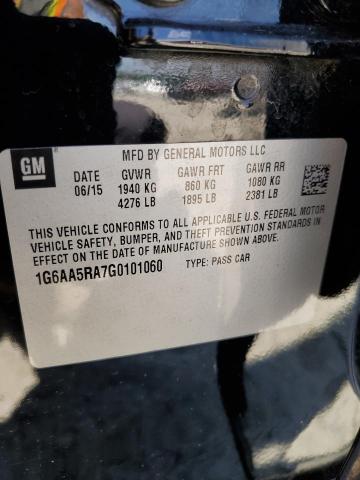 MFD BY GENERAL MOTORS LLC
GM
DATE GVWR GAWR FRT GAWR RR
06/15 1940 KG 860 KG 1080 KG
4276 LB 1895 LB 2381 LB
THIS VEHICLE CONFORMS TO ALL APPLICABLE U.S. FEDERAL MOTOR
VEHICLE SAFETY, BUMPER, AND THEFT PREVENTION STANDARDS IN
EFFECT ON THE DATE OF MANUFACTURE SHOWN ABOVE.
1G6AA5RA7G0101060 TYPE: PASS CAR